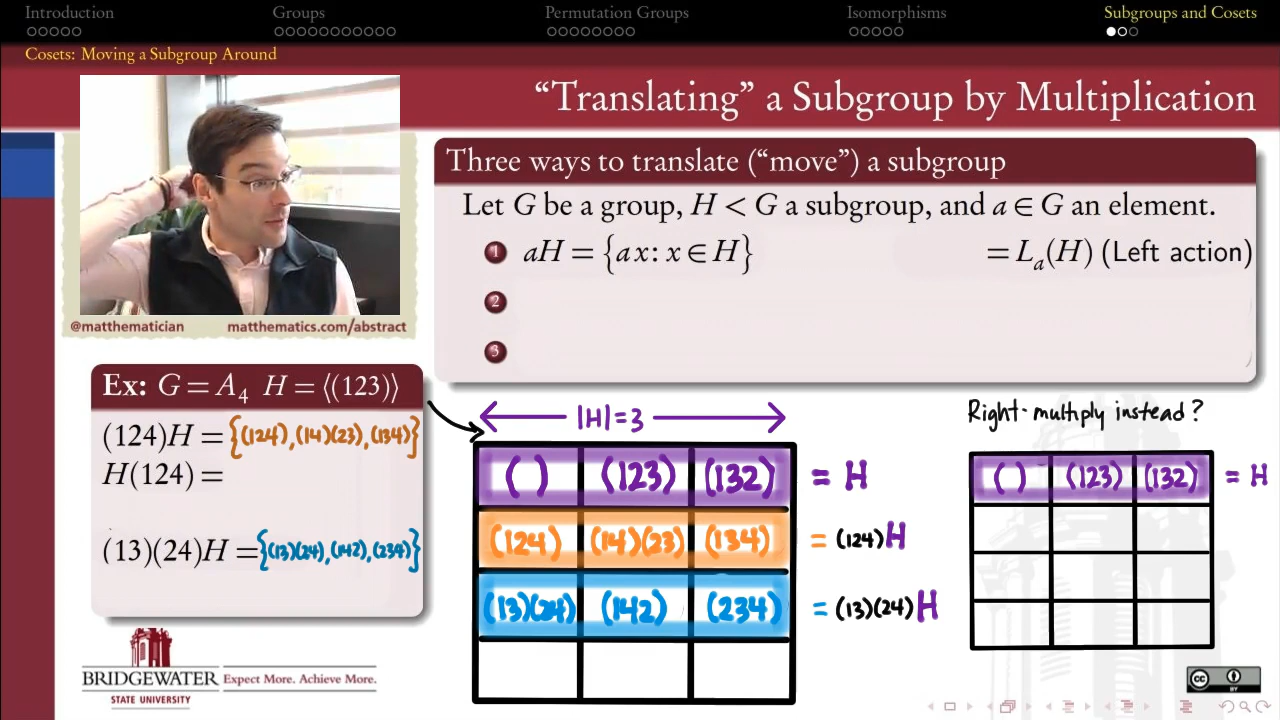 Introduction Groups Permutation Groups Isomorphisms Subgroups and Cosets
Cosets: Moving a Subgroup Around
“Translating” a Subgroup by Multiplication
@matthematician matthematics.com/abstract
Three ways to translate (“move”) a subgroup
Let G be a group, H < G a subgroup, and a ∈ G an element.
1 aH = {ax: x ∈ H} = Lₐ(H) (Left action)
2
3
Ex: G = A₄ H = ⟨(123)⟩
(124)H = {(124), (14)(23), (134)}
H(124) =
(13)(24)H = {(13)(24), (142), (234)}
|H|=3
( ) (123) (132) = H
(124) (14)(23) (134) = (124)H
(13)(24) (142) (234) = (13)(24)H
Right-multiply instead?
( ) (123) (132) = H
BRIDGEWATER
STATE UNIVERSITY
Expect More. Achieve More.
cc BY